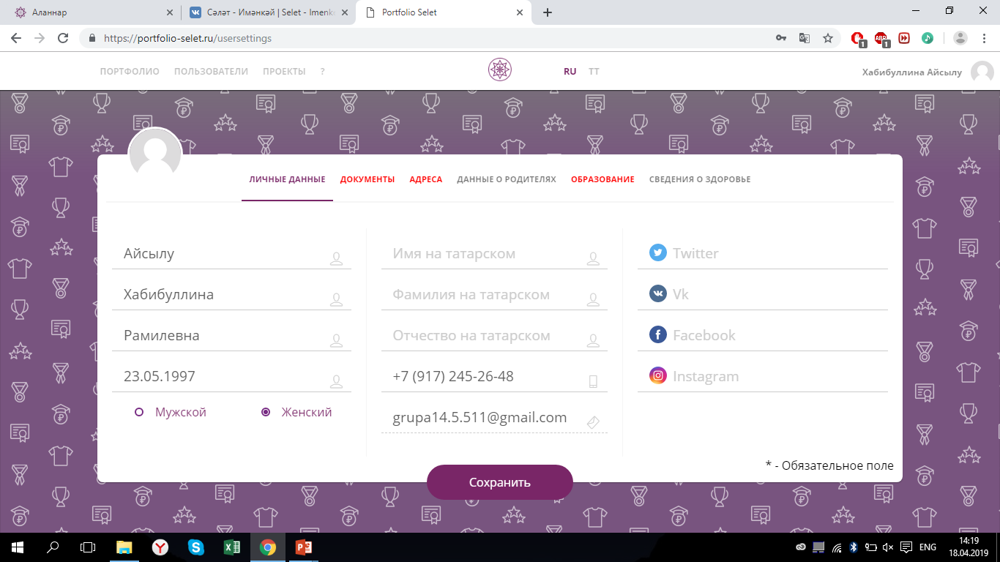 Аланнар
Сәләт - Имәнкәй | Selet - Imenk
Portfolio Selet
https://portfolio-selet.ru/usersettings
1
ABP
1
ПОРТФОЛИО ПОЛЬЗОВАТЕЛИ ПРОЕКТЫ ?
RU TT
Хабибуллина Айсылу
ЛИЧНЫЕ ДАННЫЕ ДОКУМЕНТЫ АДРЕСА ДАННЫЕ О РОДИТЕЛЯХ ОБРАЗОВАНИЕ СВЕДЕНИЯ О ЗДОРОВЬЕ
Айсылу
Хабибуллина
Рамилевна
23.05.1997
Мужской Женский
Имя на татарском
Фамилия на татарском
Отчество на татарском
+7 (917) 245-26-48
grupa14.5.511@gmail.com
Twitter
Vk
Facebook
Instagram
* - Обязательное поле
Сохранить
ENG
14:19
18.04.2019